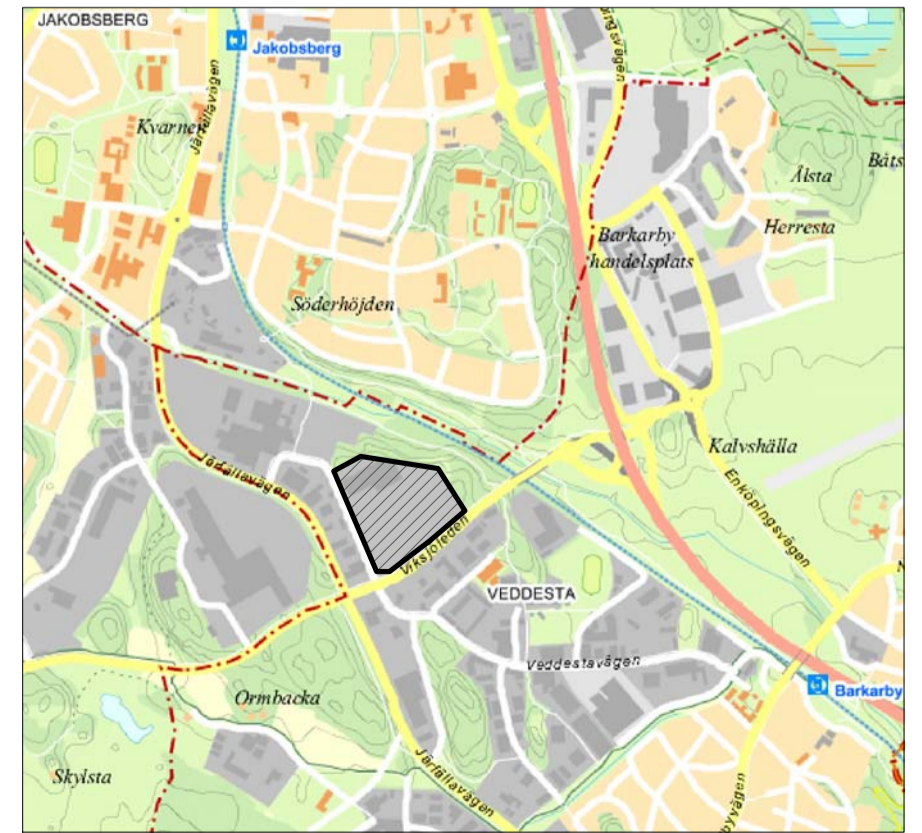 JAKOBSBERG
Jakobsberg
Järfällavägen
Kvarnen
Ålsta
Herresta
Barkarby
handelsplats
Söderhöjden
Kalvshälla
Enköpingsvägen
Järfällavägen
Viksjöleden
VEDDESTA
Veddestavägen
Ormbacka
Barkarby
Skylsta
Järfällavägen